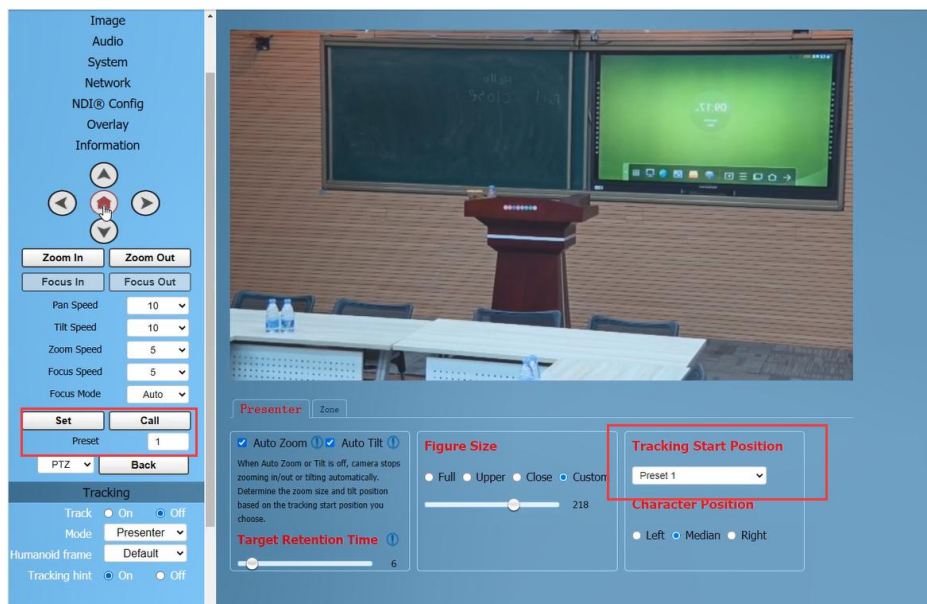 Image
Audio
System
Network
NDI® Config
Overlay
Information
Zoom In Zoom Out
Focus In Focus Out
Pan Speed 10
Tilt Speed 10
Zoom Speed 5
Focus Speed 5
Focus Mode Auto
Set Call
Preset 1
PTZ Back
Tracking
Track On Off
Mode Presenter
Humanoid frame Default
Tracking hint On Off
Hello
close
09:17
Presenter Zone
Auto Zoom Auto Tilt
When Auto Zoom or Tilt is off, camera stops
zooming in/out or tilting automatically.
Determine the zoom size and tilt position
based on the tracking start position you
choose.
Target Retention Time
6
Figure Size
Full Upper Close Custom
218
Tracking Start Position
Preset 1
Character Position
Left Median Right